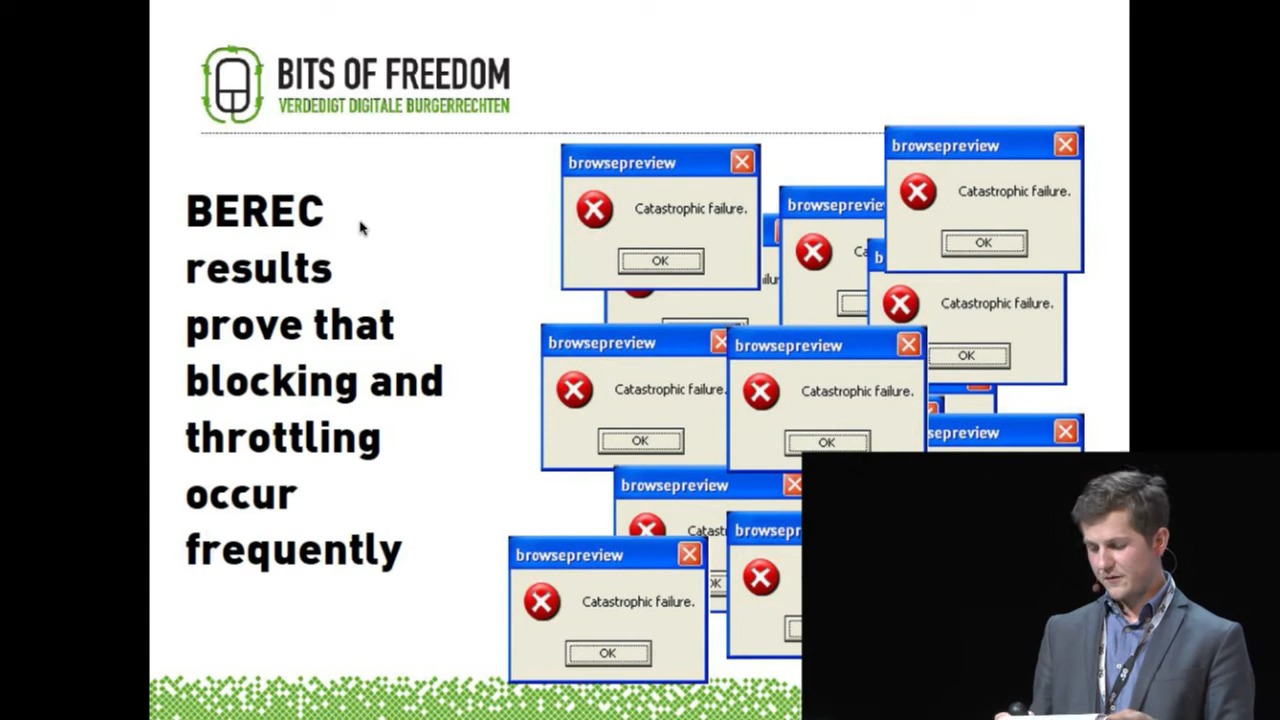 BITS OF FREEDOM
VERDEDIGT DIGITALE BURGERRECHTEN
BEREC
results
prove that
blocking and
throttling
occur
frequently
browsepreview
Catastrophic failure.
OK
browsepreview
Catastrophic failure.
OK
Catastrophic failure.
OK
browsepreview
Catastrophic failure.
OK
browsepreview
Catastrophic failure.
OK
browsepreview
browsepreview
Catastrophic failure.
OK